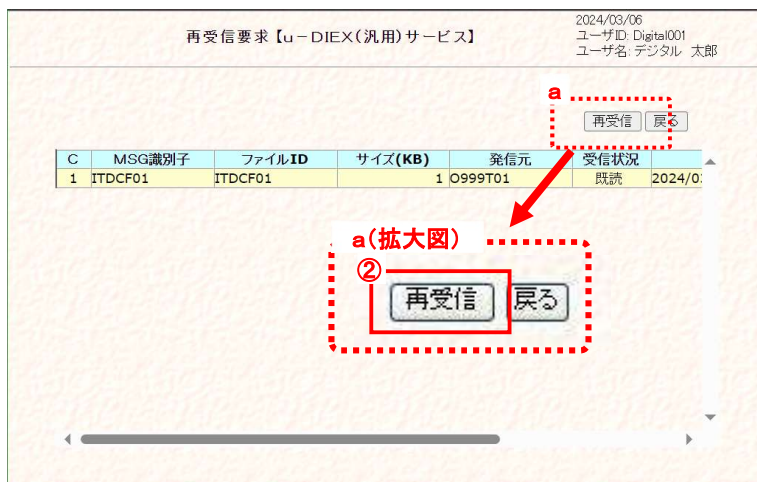 再受信要求【u－DIEX(汎用)サービス】
2024/03/06
ユーザID: Digital001
ユーザ名: デジタル 太郎
a
再受信 戻る
C MSG識別子 ファイルID サイズ(KB) 発信元 受信状況
1 ITDCF01 ITDCF01 1 O999T01 既読 2024/0
a(拡大図)
②
再受信 戻る